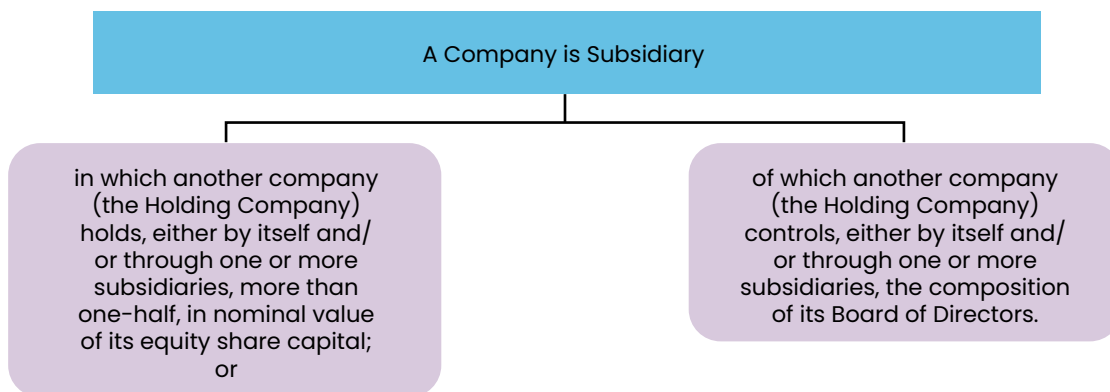 A Company is Subsidiary
in which another company
(the Holding Company)
holds, either by itself and/
or through one or more
subsidiaries, more than
one-half, in nominal value
of its equity share capital;
or
of which another company
(the Holding Company)
controls, either by itself and/
or through one or more
subsidiaries, the composition
of its Board of Directors.